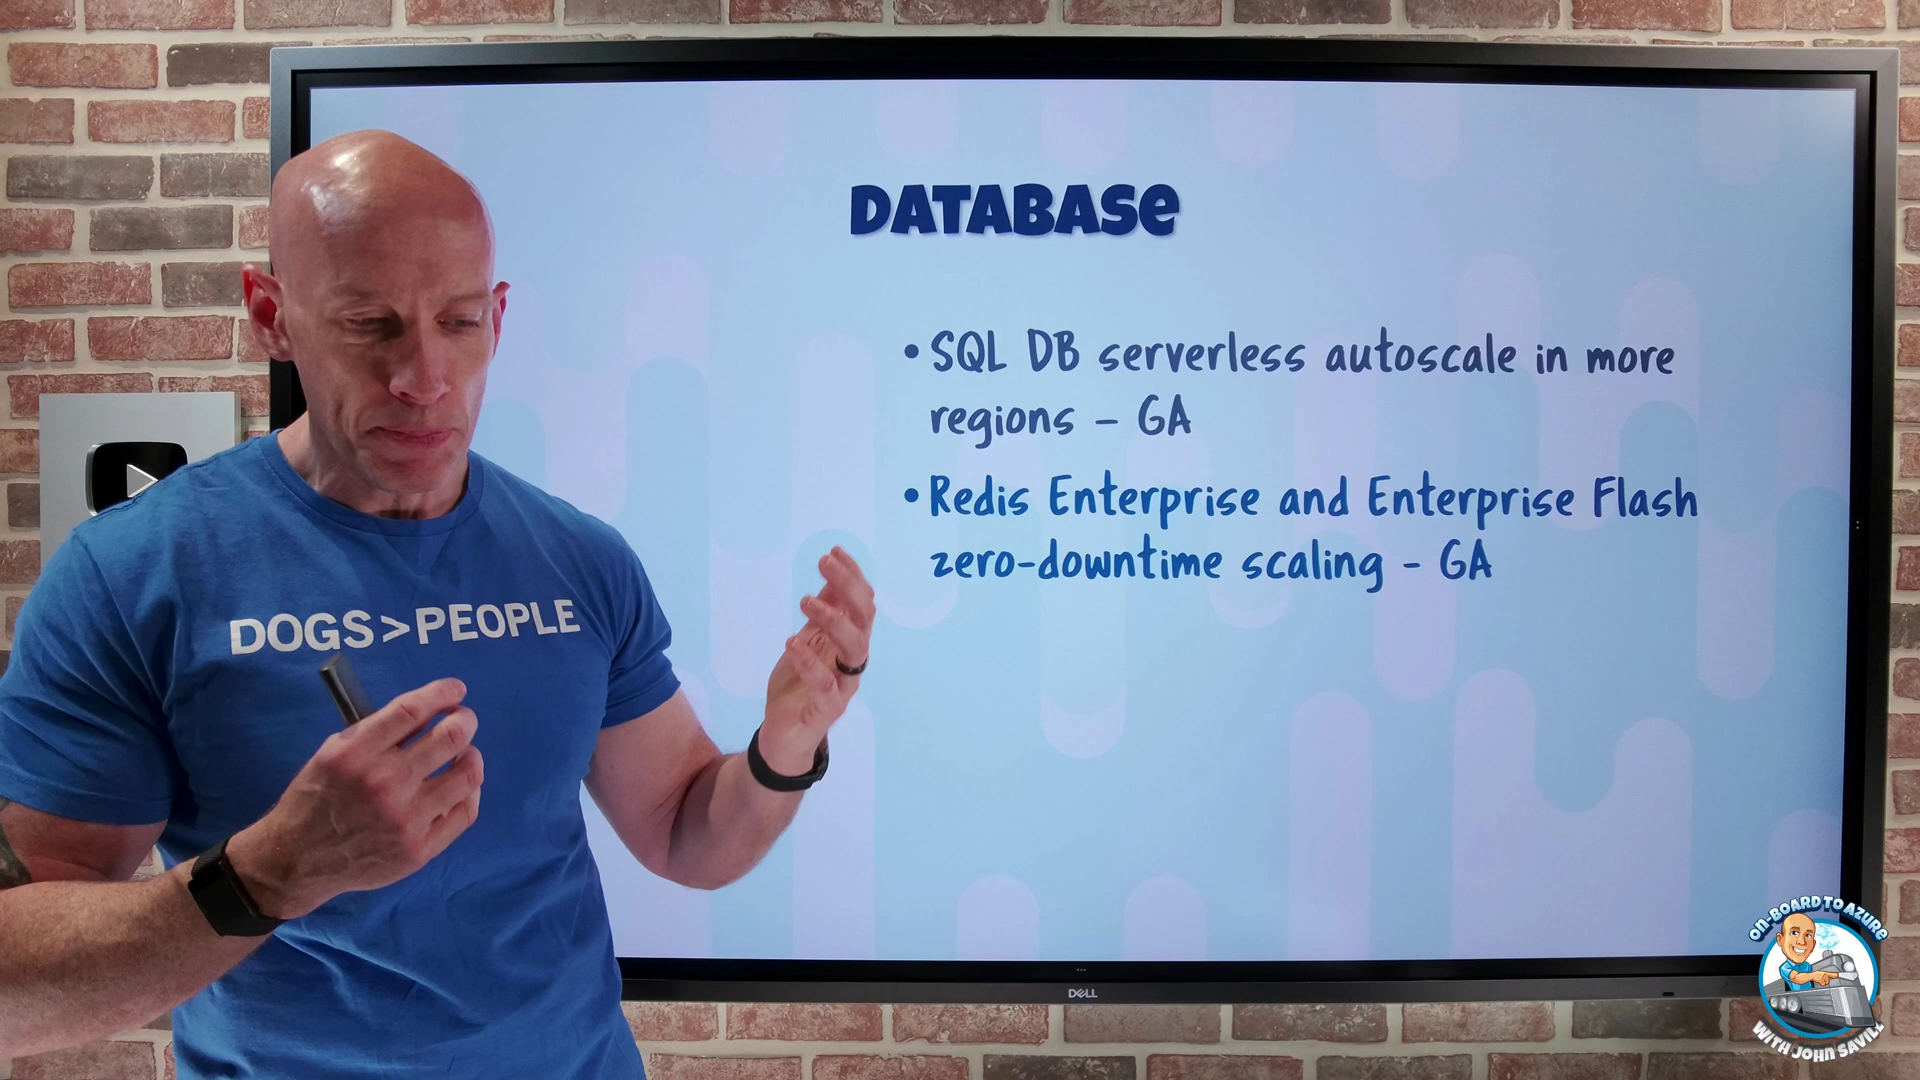 DATABASE
• SQL DB serverless autoscale in more
regions – GA
• Redis Enterprise and Enterprise Flash
zero-downtime scaling - GA
DOGS>PEOPLE
DELL
ON-BOARD TO AZURE
WITH JOHN SAVILL